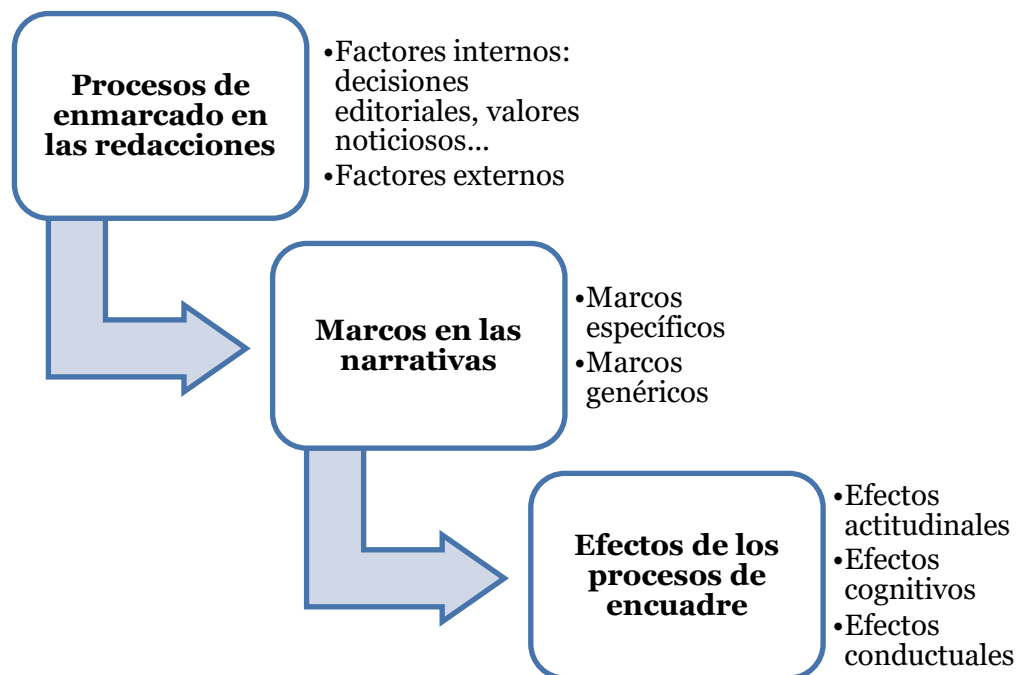 Procesos de
enmarcado en
las redacciones
•Factores internos:
decisiones
editoriales, valores
noticiosos...
•Factores externos
Marcos en las
narrativas
•Marcos
específicos
•Marcos
genéricos
Efectos de los
procesos de
encuadre
•Efectos
actitudinales
•Efectos
cognitivos
•Efectos
conductuales